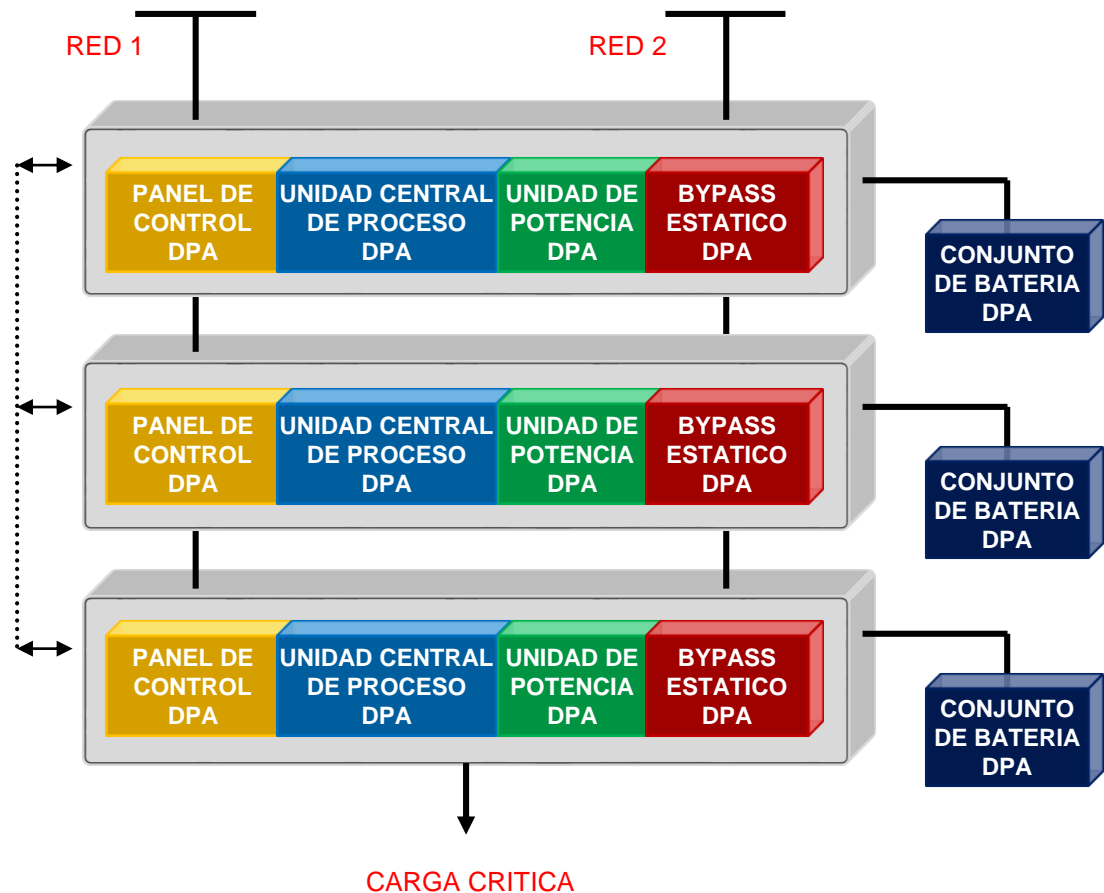 RED 1
RED 2
PANEL DE
CONTROL
DPA
UNIDAD CENTRAL
DE PROCESO
DPA
UNIDAD DE
POTENCIA
DPA
BYPASS
ESTATICO
DPA
CONJUNTO
DE BATERIA
DPA
PANEL DE
CONTROL
DPA
UNIDAD CENTRAL
DE PROCESO
DPA
UNIDAD DE
POTENCIA
DPA
BYPASS
ESTATICO
DPA
CONJUNTO
DE BATERIA
DPA
PANEL DE
CONTROL
DPA
UNIDAD CENTRAL
DE PROCESO
DPA
UNIDAD DE
POTENCIA
DPA
BYPASS
ESTATICO
DPA
CONJUNTO
DE BATERIA
DPA
CARGA CRITICA